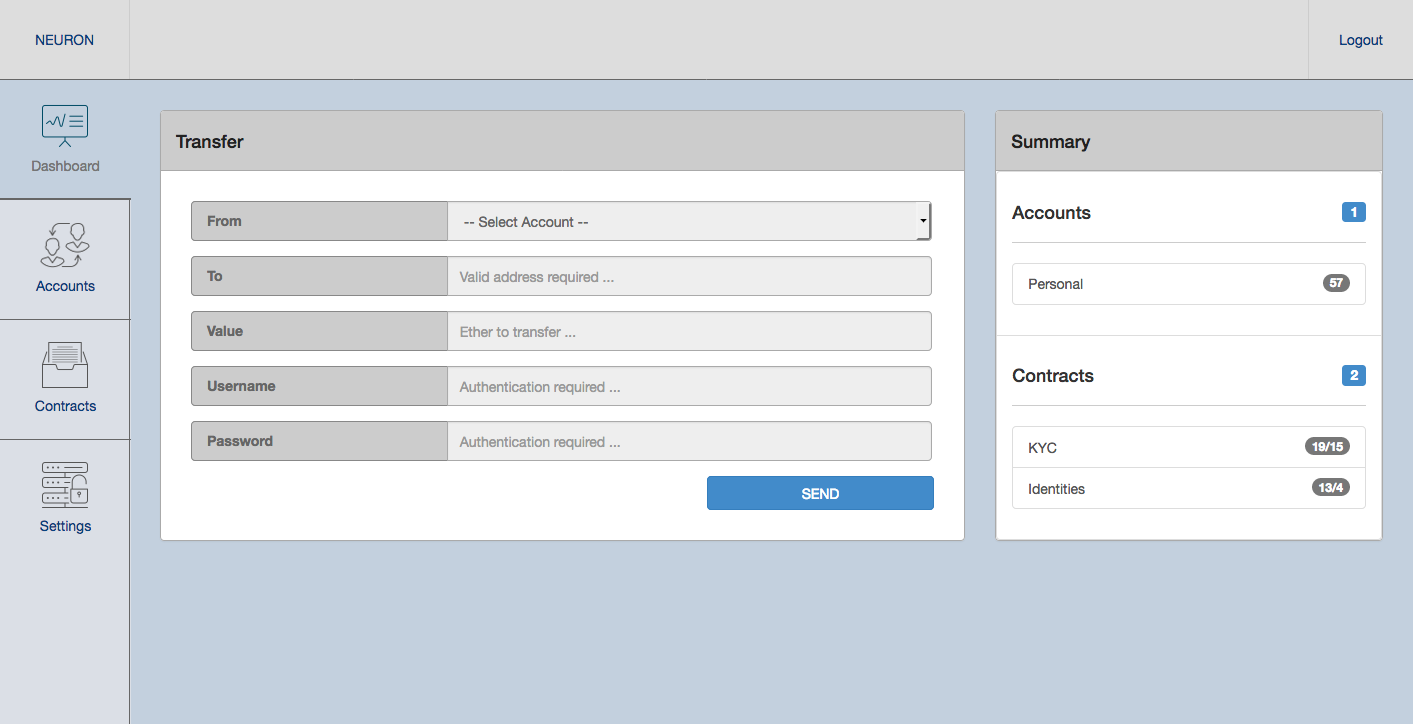 NEURON
Logout
Dashboard
Accounts
Contracts
Settings
Transfer
From -- Select Account --
To Valid address required ...
Value Ether to transfer ...
Username Authentication required ...
Password Authentication required ...
SEND
Summary
Accounts 1
Personal 57
Contracts 2
KYC 19/15
Identities 13/4